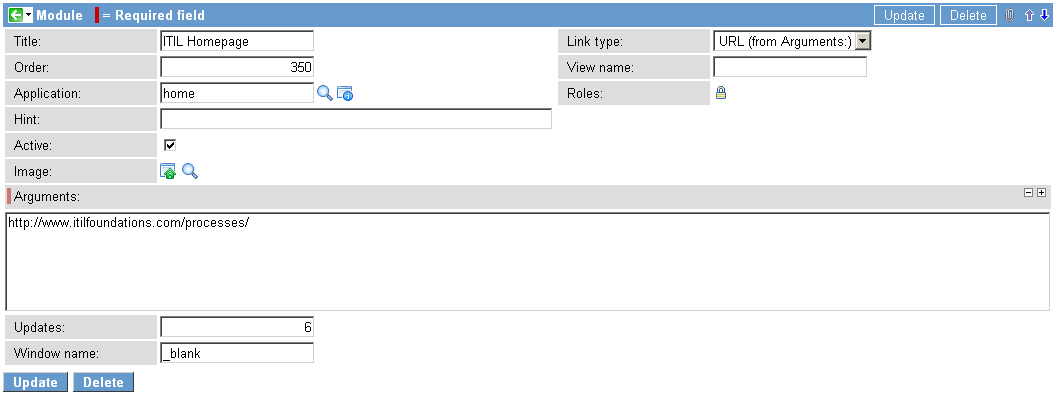 Module = Required field Update Delete
Title: ITIL Homepage Link type: URL (from Arguments:)
Order: 350 View name:
Application: home Roles:
Hint:
Active:
Image:
Arguments:
http://www.itilfoundations.com/processes/
Updates: 6
Window name: _blank
Update Delete